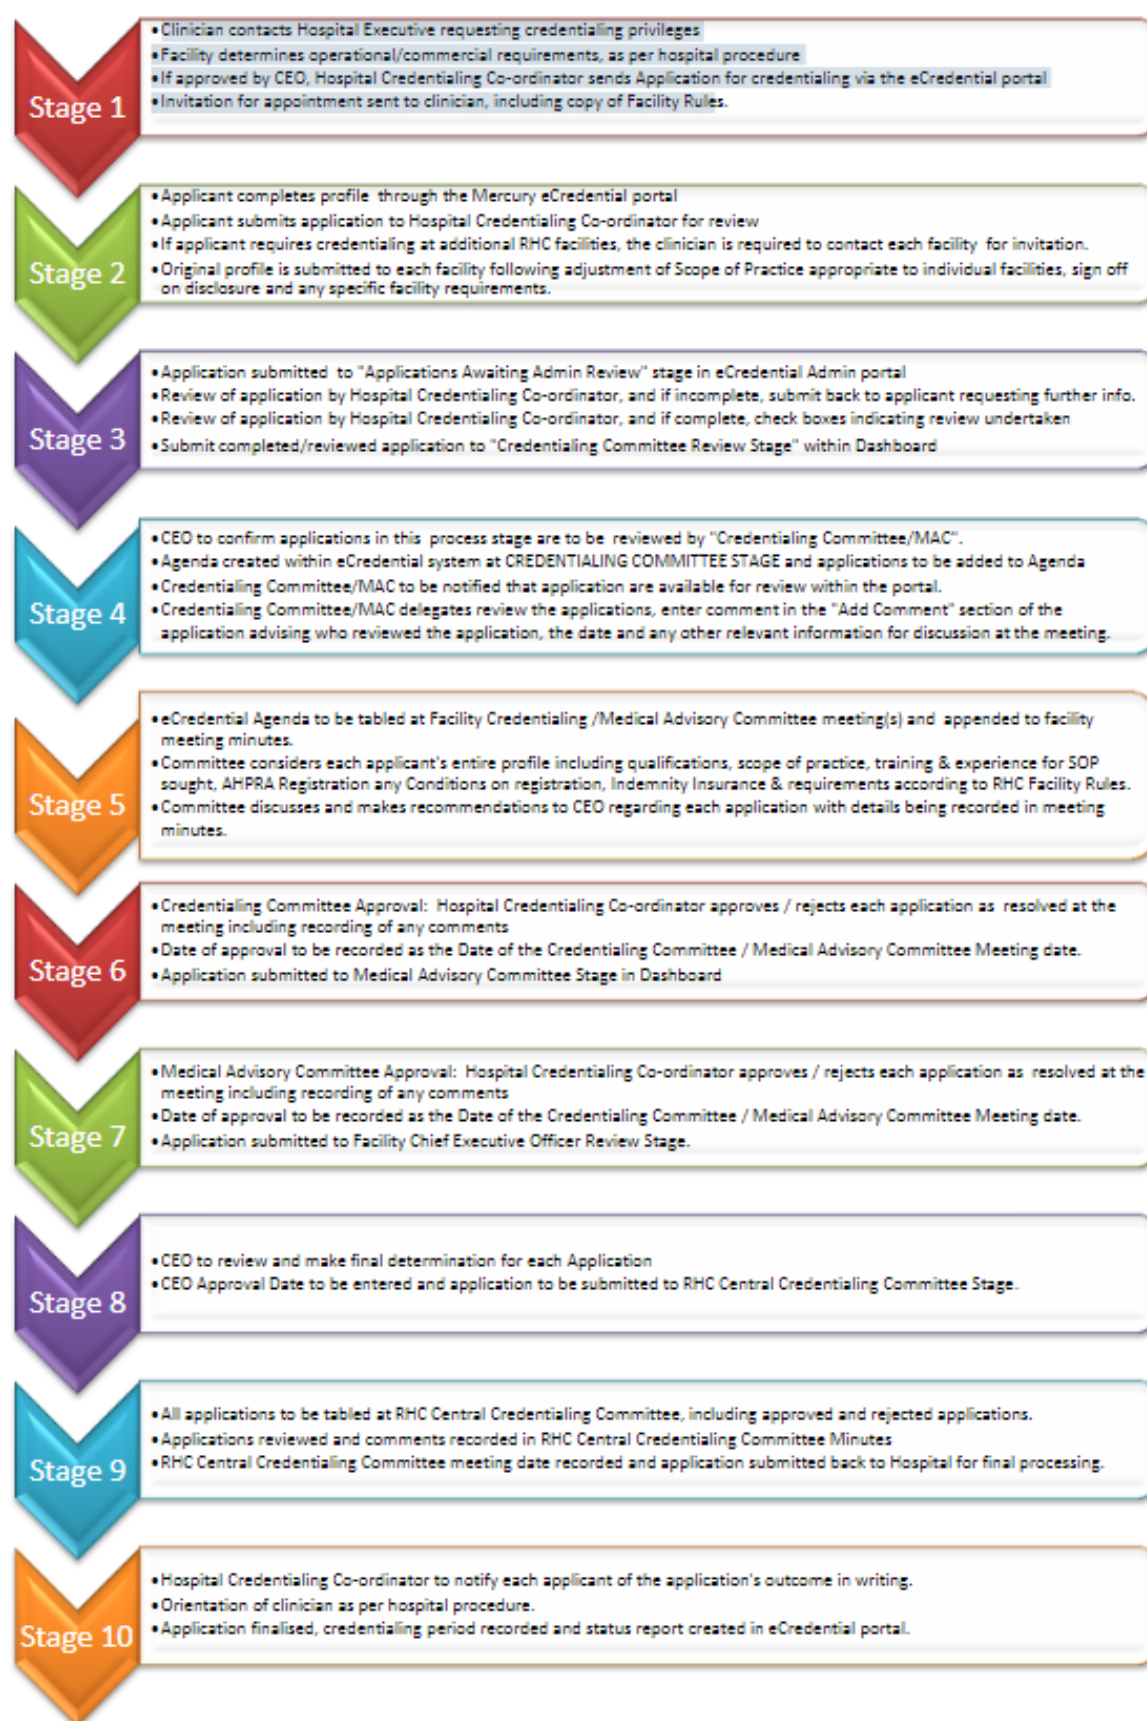 Stage 1
•Clinician contacts Hospital Executive requesting credentialing privileges
•Facility determines operational/commercial requirements, as per hospital procedure
•If approved by CEO, Hospital Credentialing Co-ordinator sends Application for credentialing via the eCredential portal
•Invitation for appointment sent to clinician, including copy of Facility Rules.
Stage 2
•Applicant completes profile through the Mercury eCredential portal
•Applicant submits application to Hospital Credentialing Co-ordinator for review
•If applicant requires credentialing at additional RHC facilities, the clinician is required to contact each facility for invitation.
•Original profile is submitted to each facility following adjustment of Scope of Practice appropriate to individual facilities, sign off
on disclosure and any specific facility requirements.
Stage 3
•Application submitted to "Applications Awaiting Admin Review" stage in eCredential Admin portal
•Review of application by Hospital Credentialing Co-ordinator, and if incomplete, submit back to applicant requesting further info.
•Review of application by Hospital Credentialing Co-ordinator, and if complete, check boxes indicating review undertaken
•Submit completed/reviewed application to "Credentialing Committee Review Stage" within Dashboard
Stage 4
•CEO to confirm applications in this process stage are to be reviewed by "Credentialing Committee/MAC".
•Agenda created within eCredential system at CREDENTIALING COMMITTEE STAGE and applications to be added to Agenda
•Credentialing Committee/MAC to be notified that application are available for review within the portal.
•Credentialing Committee/MAC delegates review the applications, enter comment in the "Add Comment" section of the
application advising who reviewed the application, the date and any other relevant information for discussion at the meeting.
Stage 5
•eCredential Agenda to be tabled at Facility Credentialing /Medical Advisory Committee meeting(s) and appended to facility
meeting minutes.
•Committee considers each applicant's entire profile including qualifications, scope of practice, training & experience for SOP
sought, AHPRA Registration any Conditions on registration, Indemnity Insurance & requirements according to RHC Facility Rules.
•Committee discusses and makes recommendations to CEO regarding each application with details being recorded in meeting
minutes.
Stage 6
•Credentialing Committee Approval: Hospital Credentialing Co-ordinator approves / rejects each application as resolved at the
meeting including recording of any comments
•Date of approval to be recorded as the Date of the Credentialing Committee / Medical Advisory Committee Meeting date.
•Application submitted to Medical Advisory Committee Stage in Dashboard
Stage 7
•Medical Advisory Committee Approval: Hospital Credentialing Co-ordinator approves / rejects each application as resolved at the
meeting including recording of any comments
•Date of approval to be recorded as the Date of the Credentialing Committee / Medical Advisory Committee Meeting date.
•Application submitted to Facility Chief Executive Officer Review Stage.
Stage 8
•CEO to review and make final determination for each Application
•CEO Approval Date to be entered and application to be submitted to RHC Central Credentialing Committee Stage.
Stage 9
•All applications to be tabled at RHC Central Credentialing Committee, including approved and rejected applications.
•Applications reviewed and comments recorded in RHC Central Credentialing Committee Minutes
•RHC Central Credentialing Committee meeting date recorded and application submitted back to Hospital for final processing.
Stage 10
•Hospital Credentialing Co-ordinator to notify each applicant of the application's outcome in writing.
•Orientation of clinician as per hospital procedure.
•Application finalised, credentialing period recorded and status report created in eCredential portal.